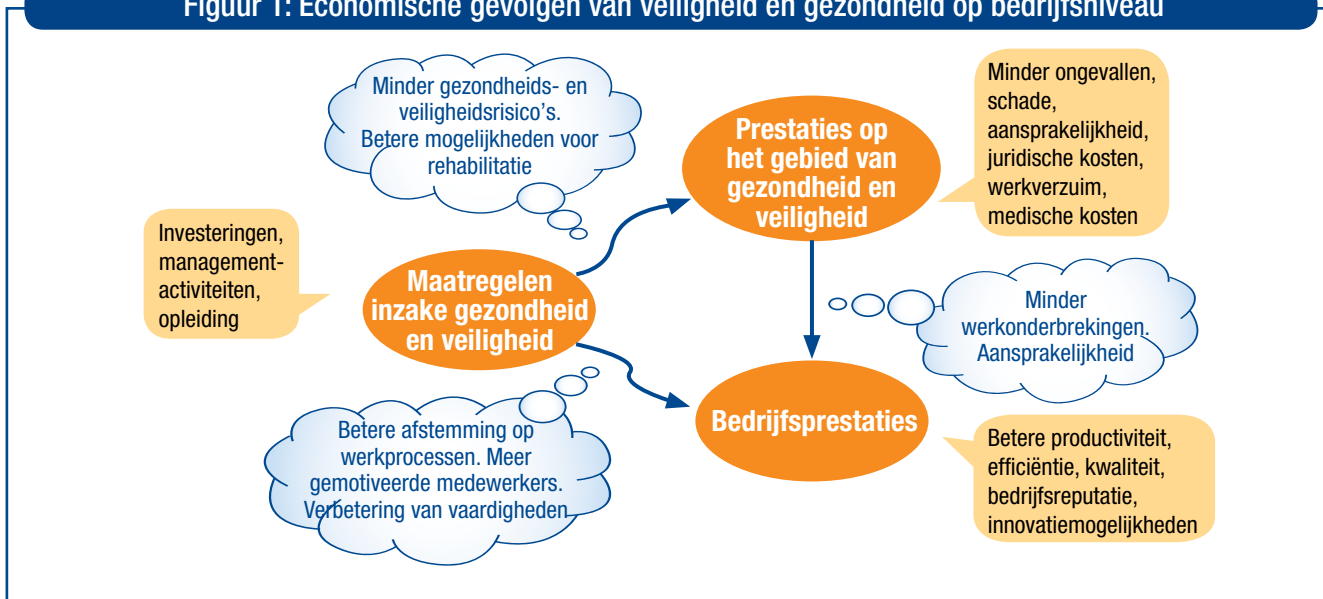 Figuur 1: Economische gevolgen van veiligheid en gezondheid op bedrijfsniveau
Minder gezondheids- en
veiligheidsrisico's.
Betere mogelijkheden voor
rehabilitatie
Prestaties op
het gebied van
gezondheid en
veiligheid
Minder ongevallen,
schade,
aansprakelijkheid,
juridische kosten,
werkverzuim,
medische kosten
Investeringen,
management-
activiteiten,
opleiding
Maatregelen
inzake gezondheid
en veiligheid
Minder
werkonderbrekingen.
Aansprakelijkheid
Betere afstemming op
werkprocessen. Meer
gemotiveerde medewerkers.
Verbetering van vaardigheden
Bedrijfsprestaties
Betere productiviteit,
efficiëntie, kwaliteit,
bedrijfsreputatie,
innovatiemogelijkheden